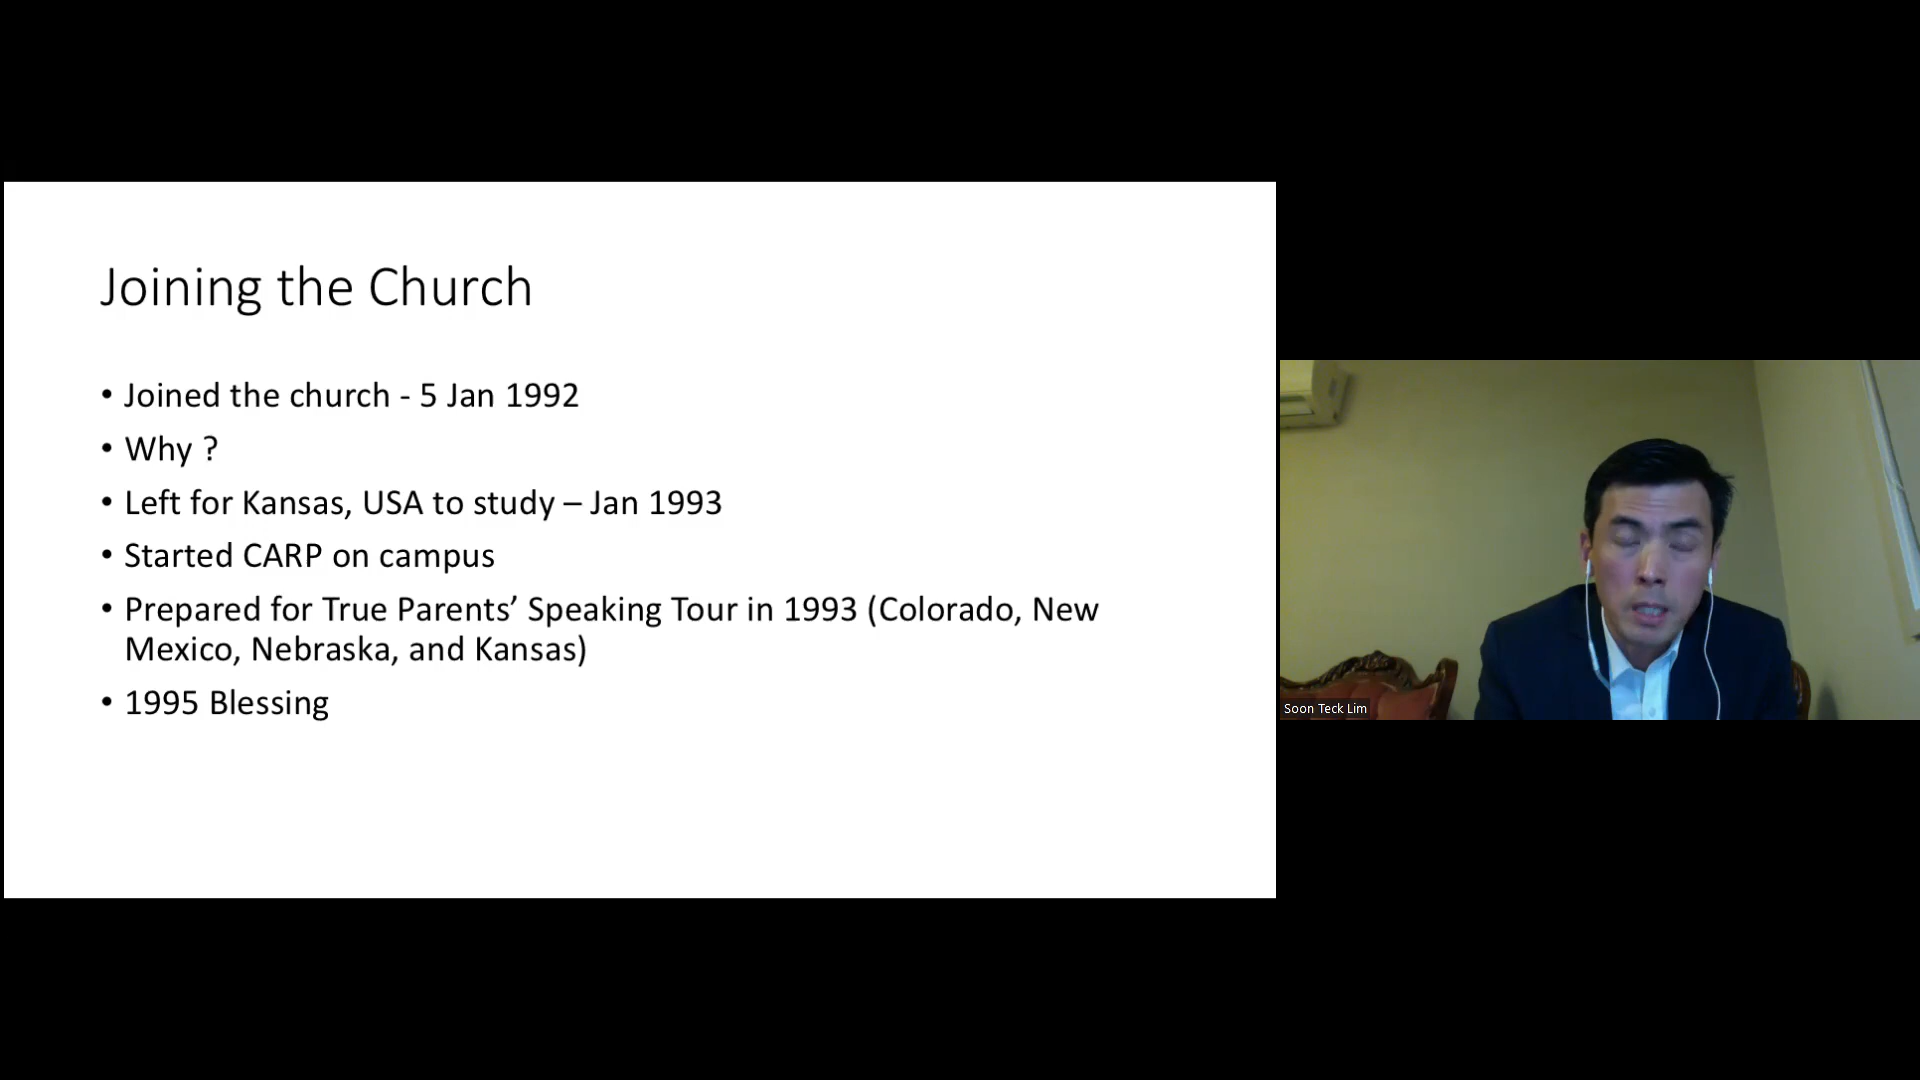 Joining the Church
• Joined the church - 5 Jan 1992
• Why ?
• Left for Kansas, USA to study – Jan 1993
• Started CARP on campus
• Prepared for True Parents’ Speaking Tour in 1993 (Colorado, New
Mexico, Nebraska, and Kansas)
• 1995 Blessing
Soon Teck Lim